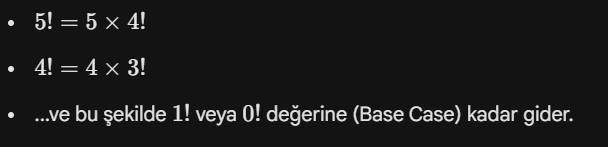 • 5! = 5 × 4!
• 4! = 4 × 3!
• ...ve bu şekilde 1! veya 0! değerine (Base Case) kadar gider.